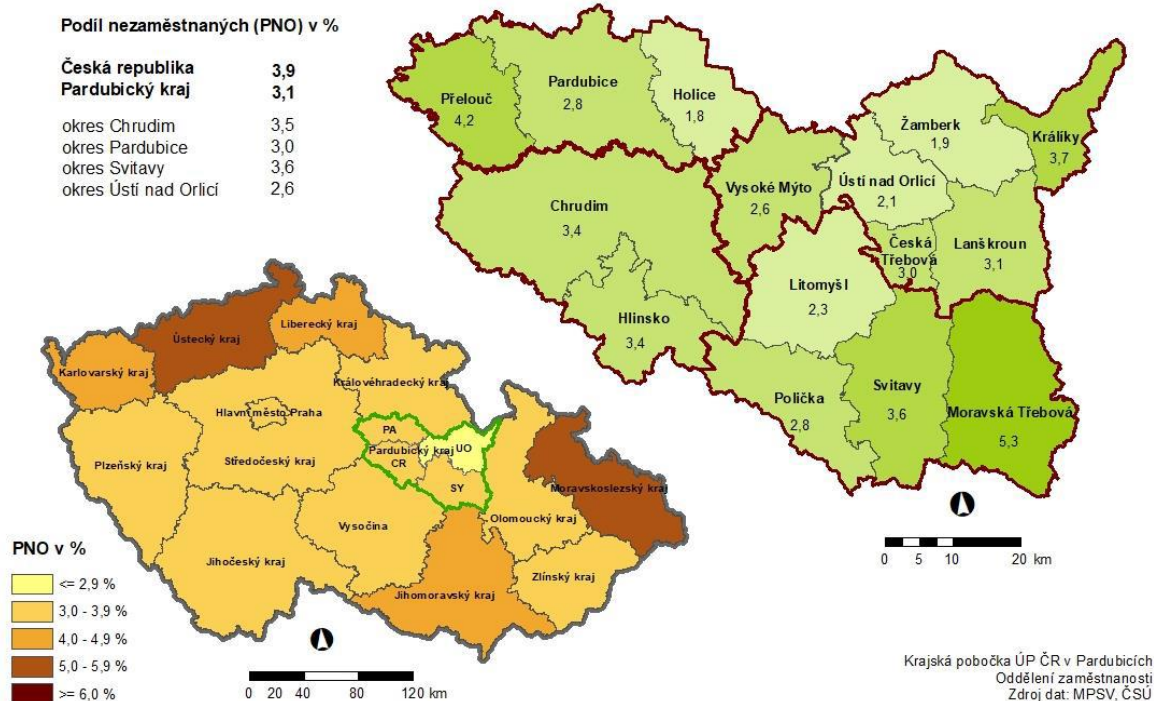 Podíl nezaměstnaných (PNO) v %
Česká republika 3,9
Pardubický kraj 3,1
okres Chrudim 3,5
okres Pardubice 3,0
okres Svitavy 3,6
okres Ústí nad Orlicí 2,6
Přelouč
4,2
Pardubice
2,8
Holice
1,8
Žamberk
1,9
Králíky
3,7
Vysoké Mýto
2,6
Ústí nad Orlicí
2,1
Chrudim
3,4
Česká
Třebová
3,0
Lanškroun
3,1
Litomyšl
2,3
Hlinsko
3,4
Polička
2,8
Svitavy
3,6
Moravská Třebová
5,3
0 5 10 20 km
Karlovarský kraj
Ústecký kraj
Liberecký kraj
Královéhradecký kraj
Hlavní město Praha
Středočeský kraj
Plzeňský kraj
PA
Pardubický kraj
CR
UO
SY
Moravskoslezský kraj
Olomoucký kraj
Vysočina
Jihočeský kraj
Jihomoravský kraj
Zlínský kraj
PNO v %
<= 2,9 %
3,0 - 3,9 %
4,0 - 4,9 %
5,0 - 5,9 %
>= 6,0 %
0 20 40 80 120 km
Krajská pobočka ÚP ČR v Pardubicích
Oddělení zaměstnanosti
Zdroj dat: MPSV, ČSÚ